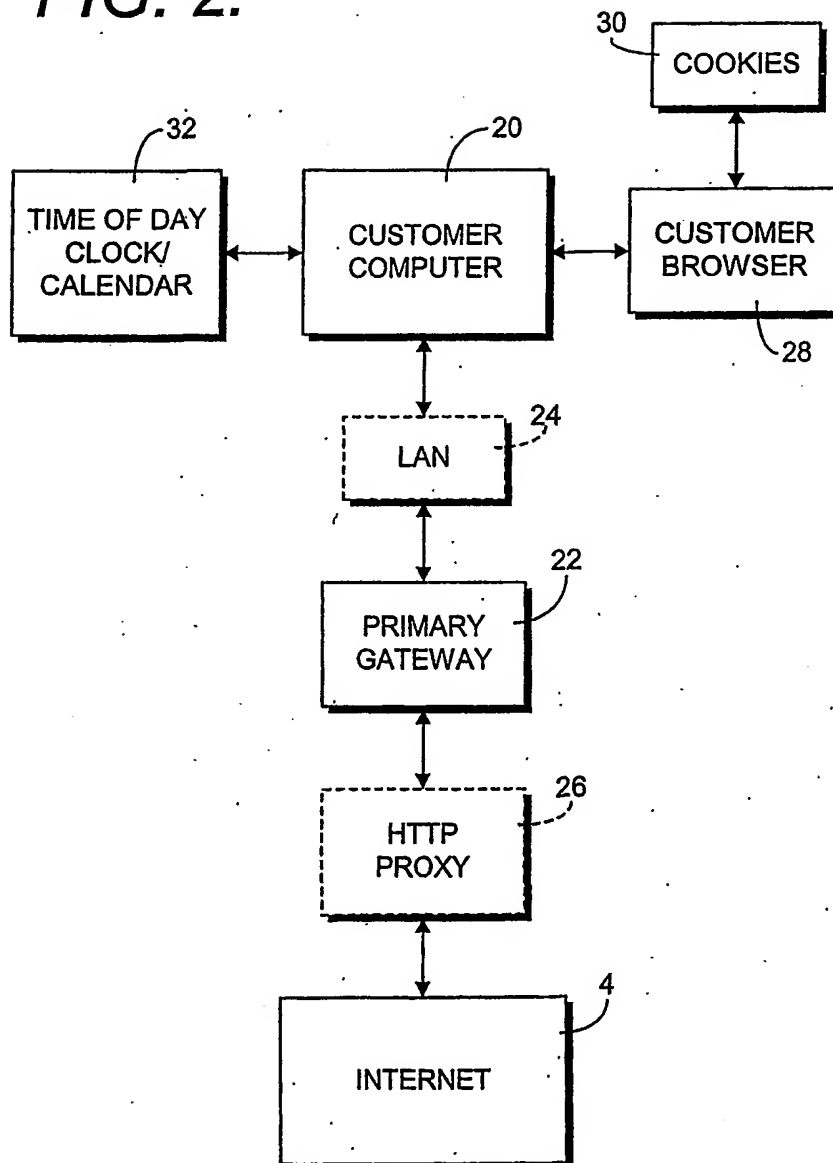 FIG. 2.
30
COOKIES
32
20
TIME OF DAY
CLOCK/
CALENDAR
CUSTOMER
COMPUTER
CUSTOMER
BROWSER
28
24
LAN
22
PRIMARY
GATEWAY
26
HTTP
PROXY
4
INTERNET